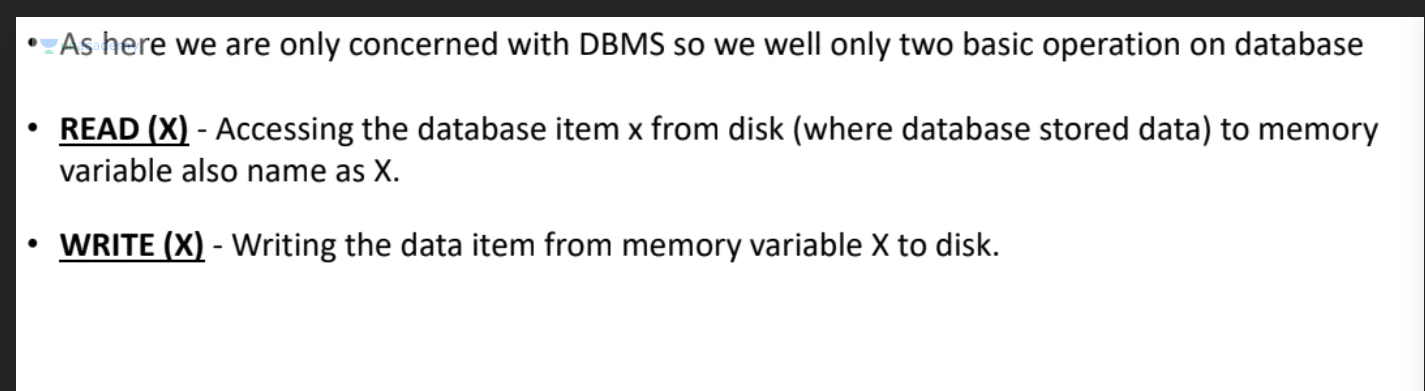 • As here we are only concerned with DBMS so we well only two basic operation on database
• READ (X) - Accessing the database item x from disk (where database stored data) to memory
variable also name as X.
• WRITE (X) - Writing the data item from memory variable X to disk.